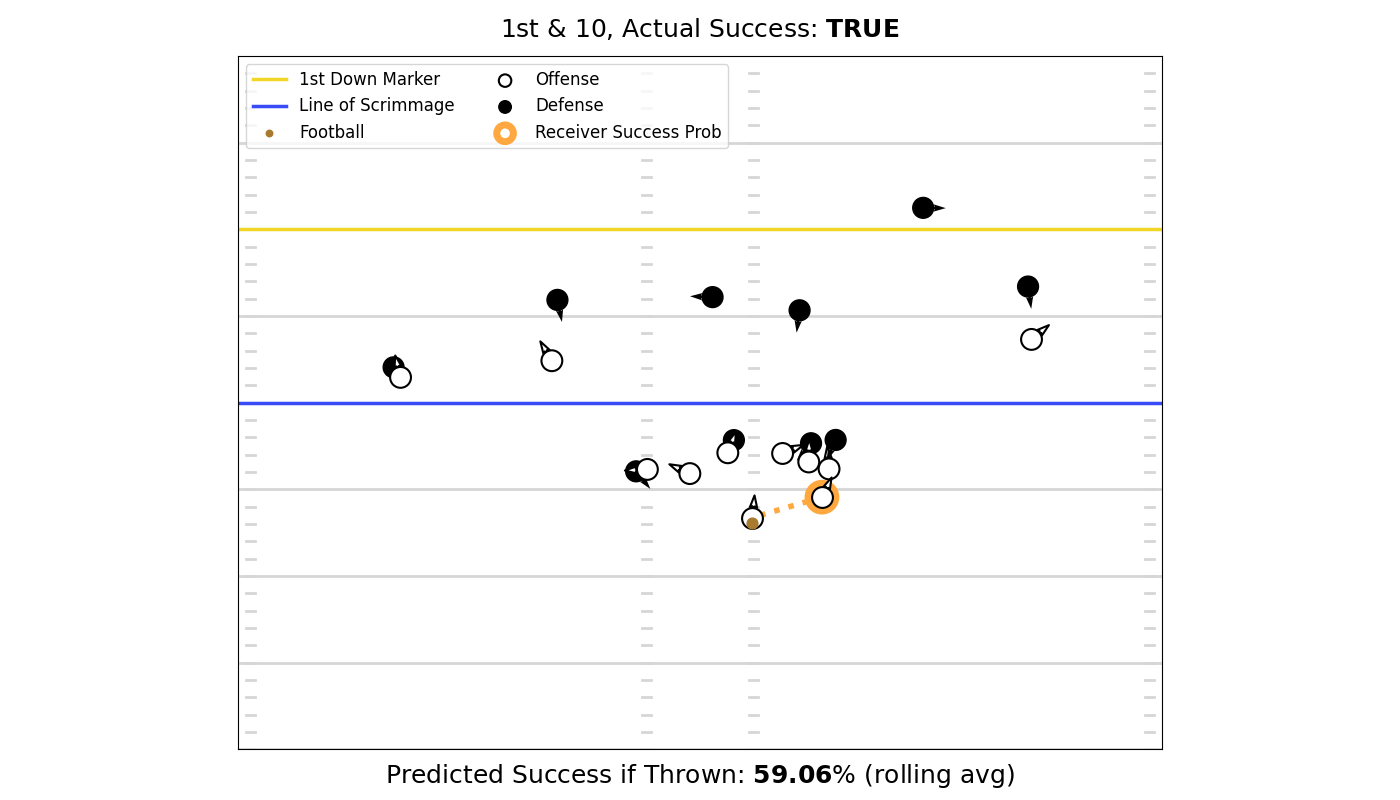 1st & 10, Actual Success: TRUE
1st Down Marker
Line of Scrimmage
Football
Offense
Defense
Receiver Success Prob
Predicted Success if Thrown: 59.06% (rolling avg)